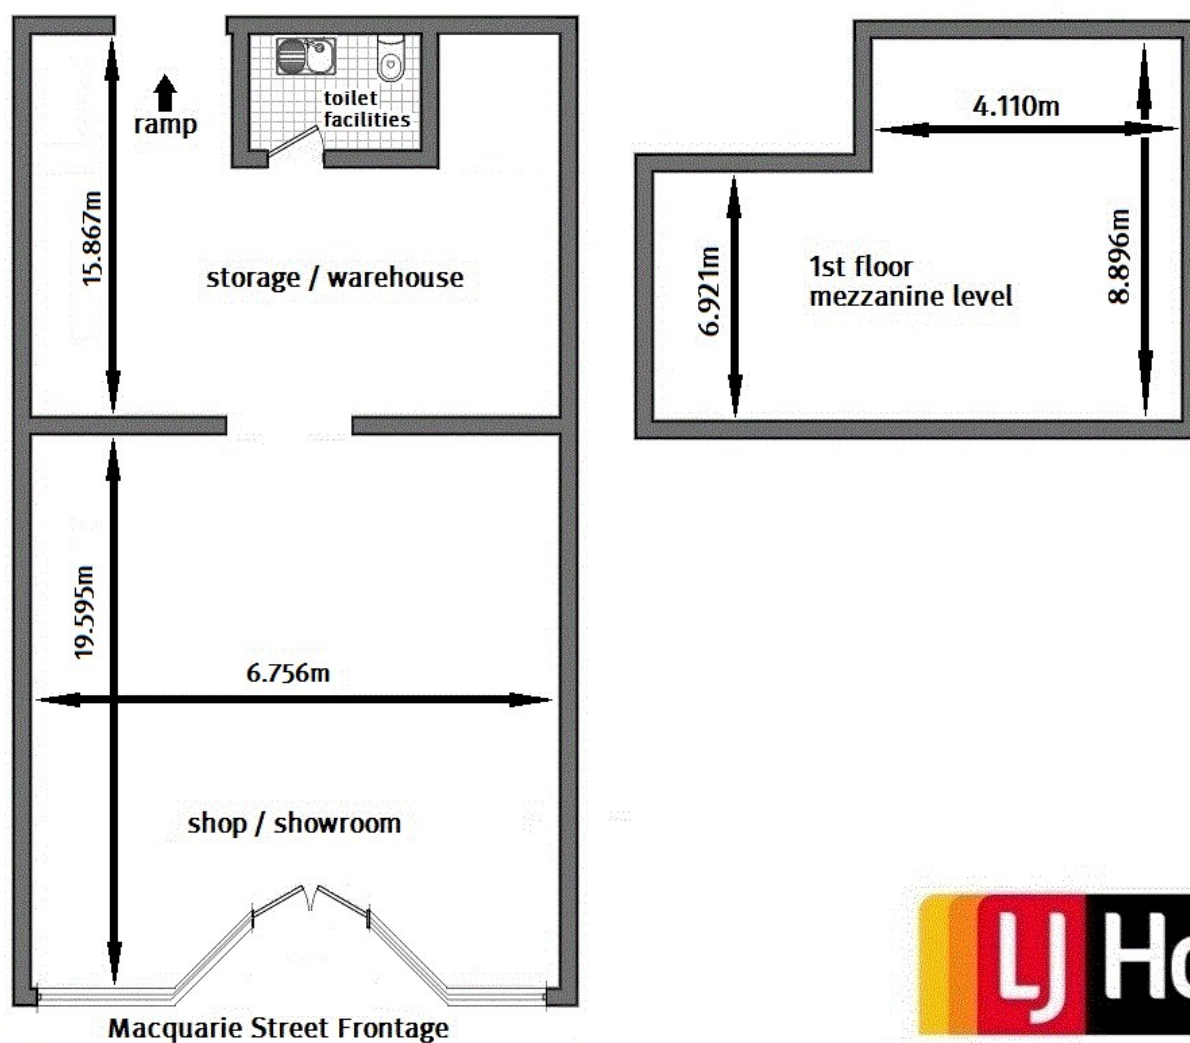 toilet
facilities
ramp
15.867m
storage / warehouse
4.110m
6.921m
1st floor
mezzanine level
8.896m
19.595m
6.756m
shop / showroom
Macquarie Street Frontage
LJ Ho